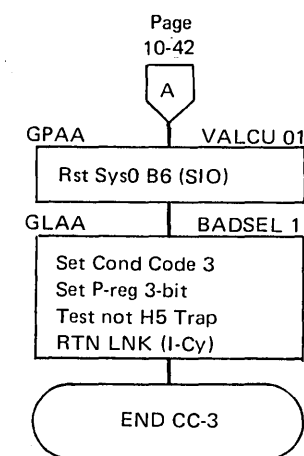 Page
10-42
A
GPAA VALCU 01
Rst Sys0 B6 (SIO)
GLAA BADSEL 1
Set Cond Code 3
Set P-reg 3-bit
Test not H5 Trap
RTN LNK (I-Cy)
END CC-3